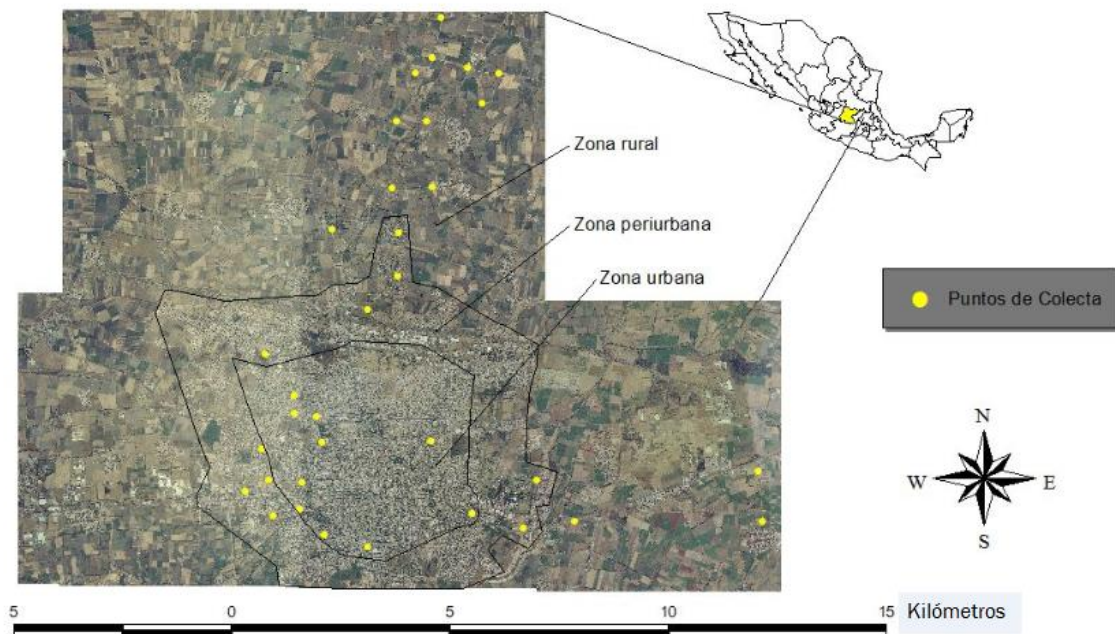 Zona rural
Zona periurbana
Zona urbana
Puntos de Colecta
N
W
E
S
5
0
5
10
15
Kilómetros